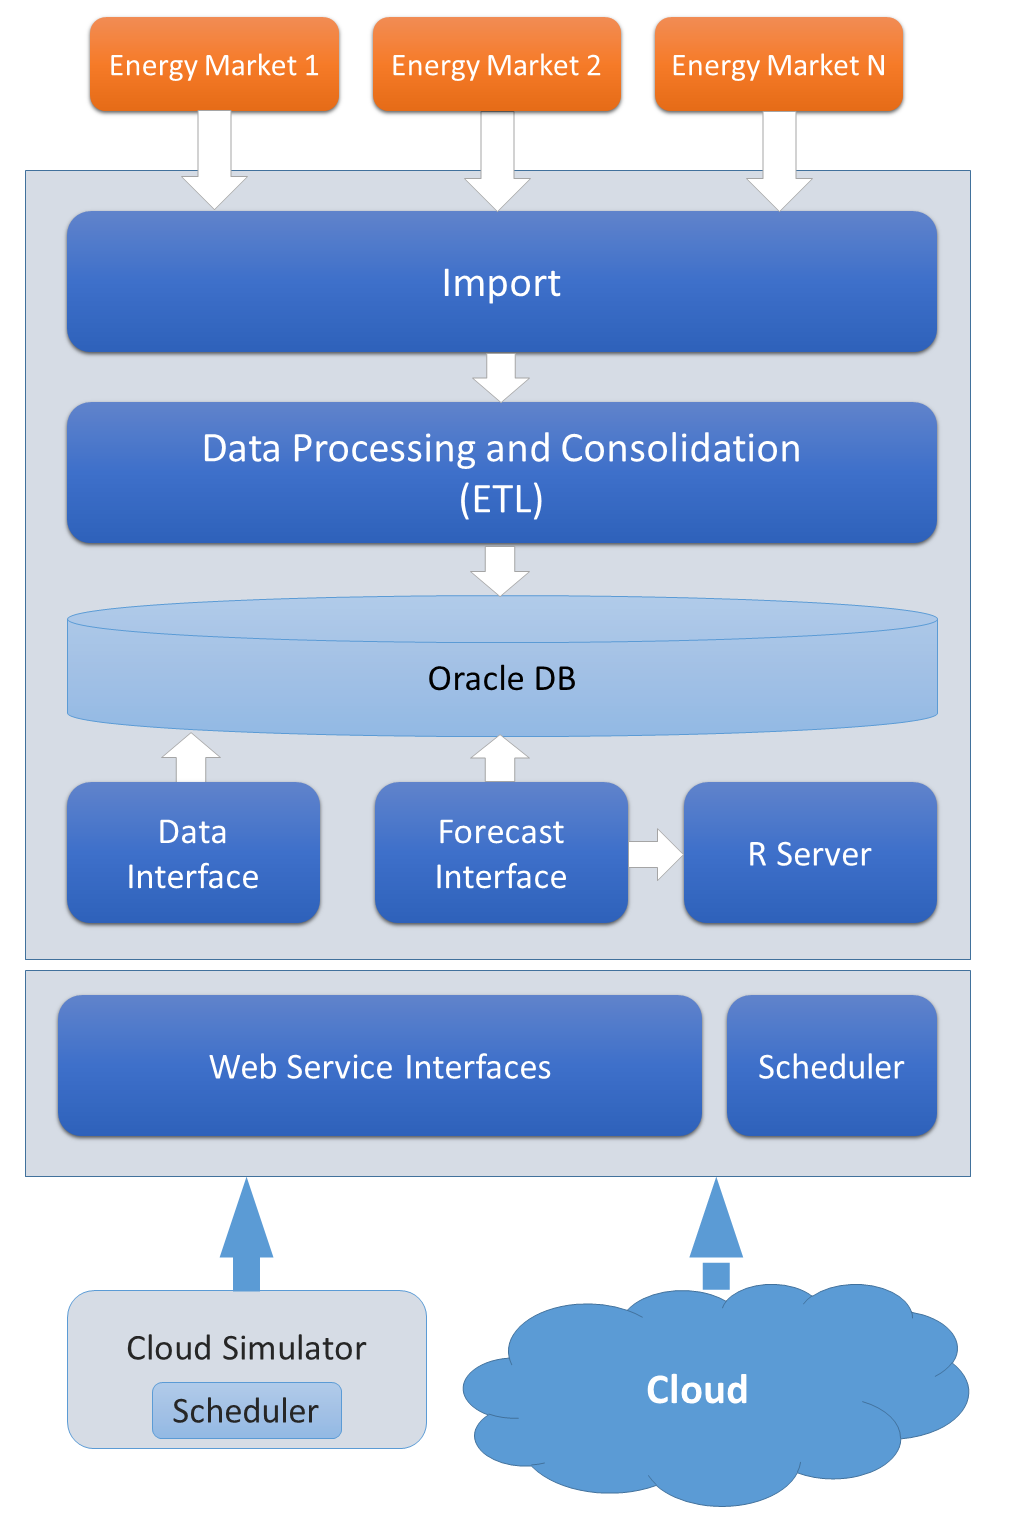 Energy Market 1
Energy Market 2
Energy Market N
Import
Data Processing and Consolidation
(ETL)
Oracle DB
Data
Interface
Forecast
Interface
R Server
Web Service Interfaces
Scheduler
Cloud Simulator
Scheduler
Cloud